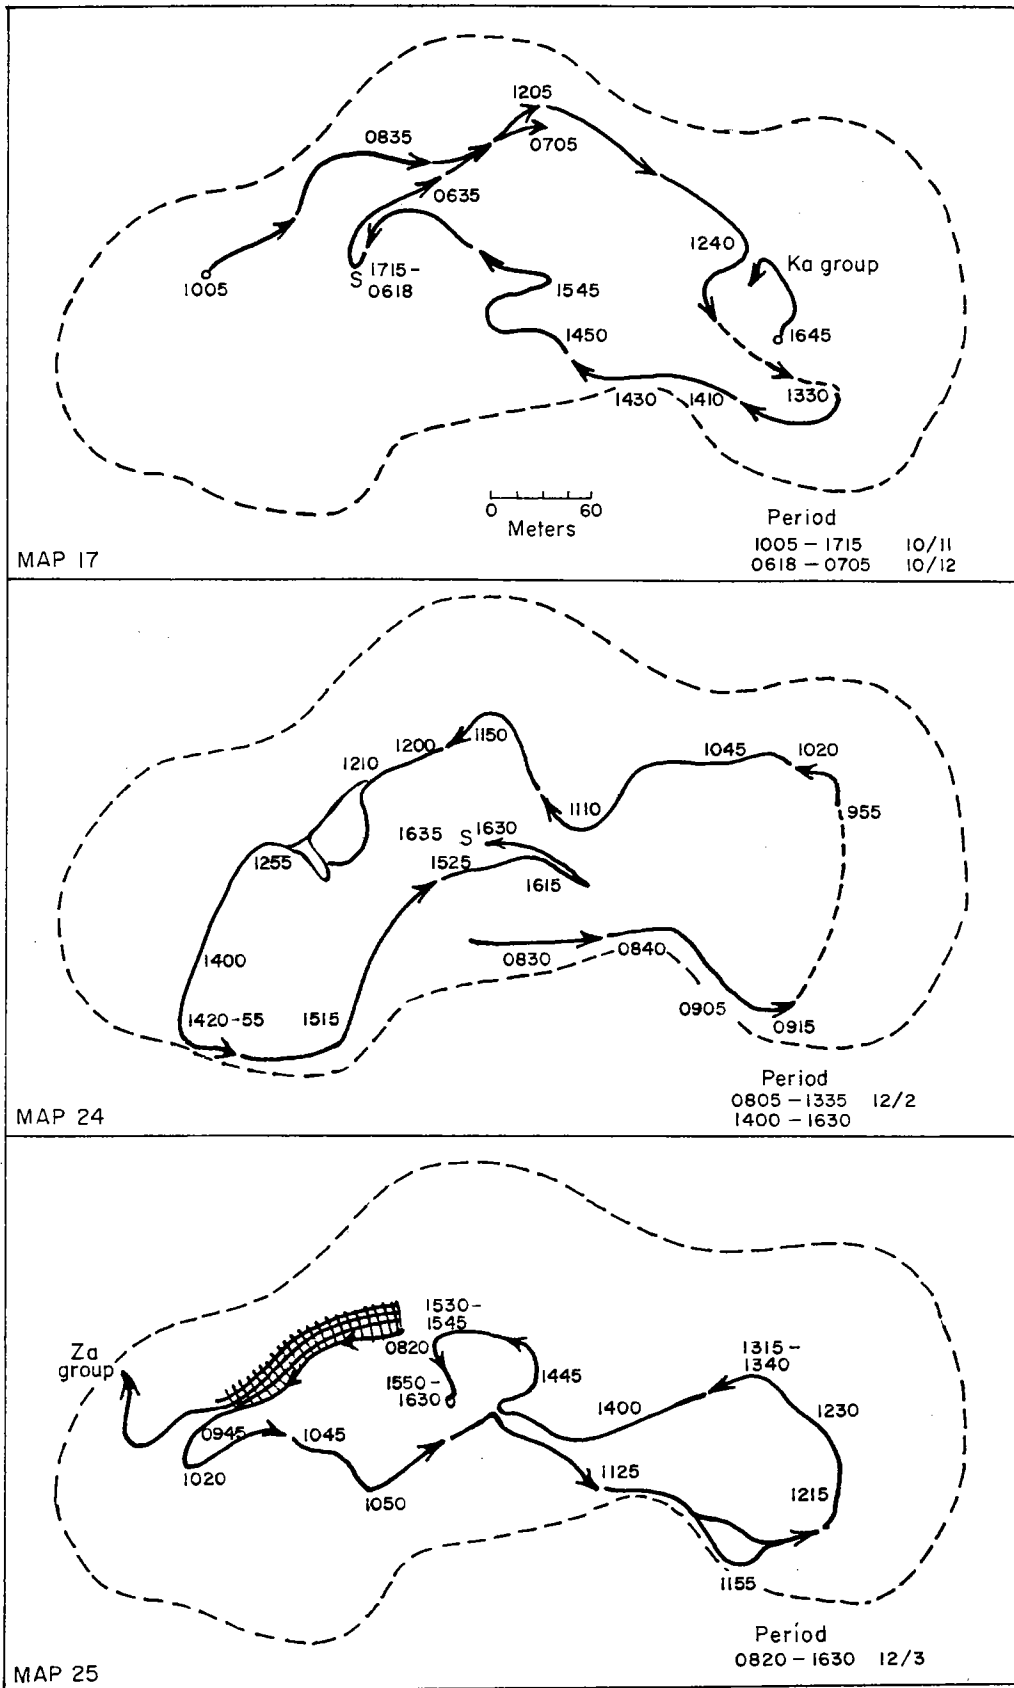 1205
0835
0705
0635
1240
Ka group
S 1715-
0618
1005
1545
1645
1450
1330
1430
1410
0 60
Meters
Period
1005 – 1715 10/11
0618 – 0705 10/12
MAP 17
1200
1150
1045
1020
1210
1110
955
1635
S
1630
1255
1525
1615
1400
0830
0840
0905
1420-55
1515
0915
Period
0805 – 1335 12/2
1400 – 1630
MAP 24
1530-
1545
Za
group
0820
1315-
1340
1550-
1630
1445
1400
1230
0945
1045
1020
1125
1050
1215
1155
Period
0820 – 1630 12/3
MAP 25